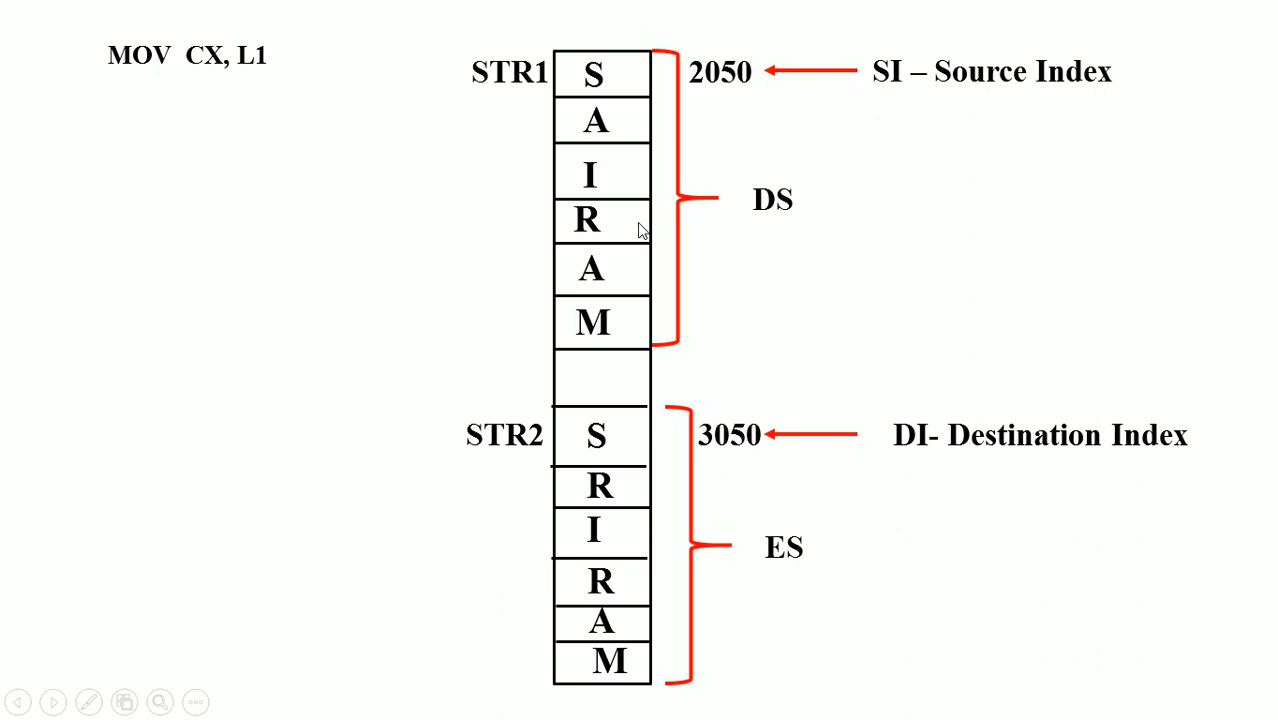 MOV CX, L1
STR1 S 2050 SI – Source Index
A
I
DS
R
A
M
STR2 S 3050 DI- Destination Index
R
I
ES
R
A
M